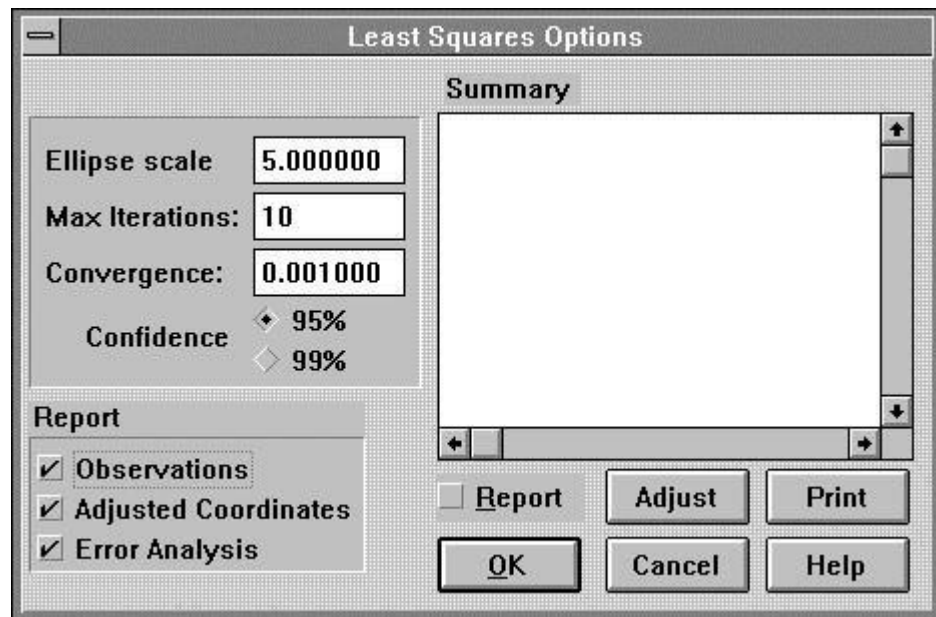 Least Squares Options
Summary
Ellipse scale 5.000000
Max Iterations: 10
Convergence: 0.001000
Confidence 95%
99%
Report
Observations
Adjusted Coordinates
Error Analysis
Report Adjust Print
OK Cancel Help